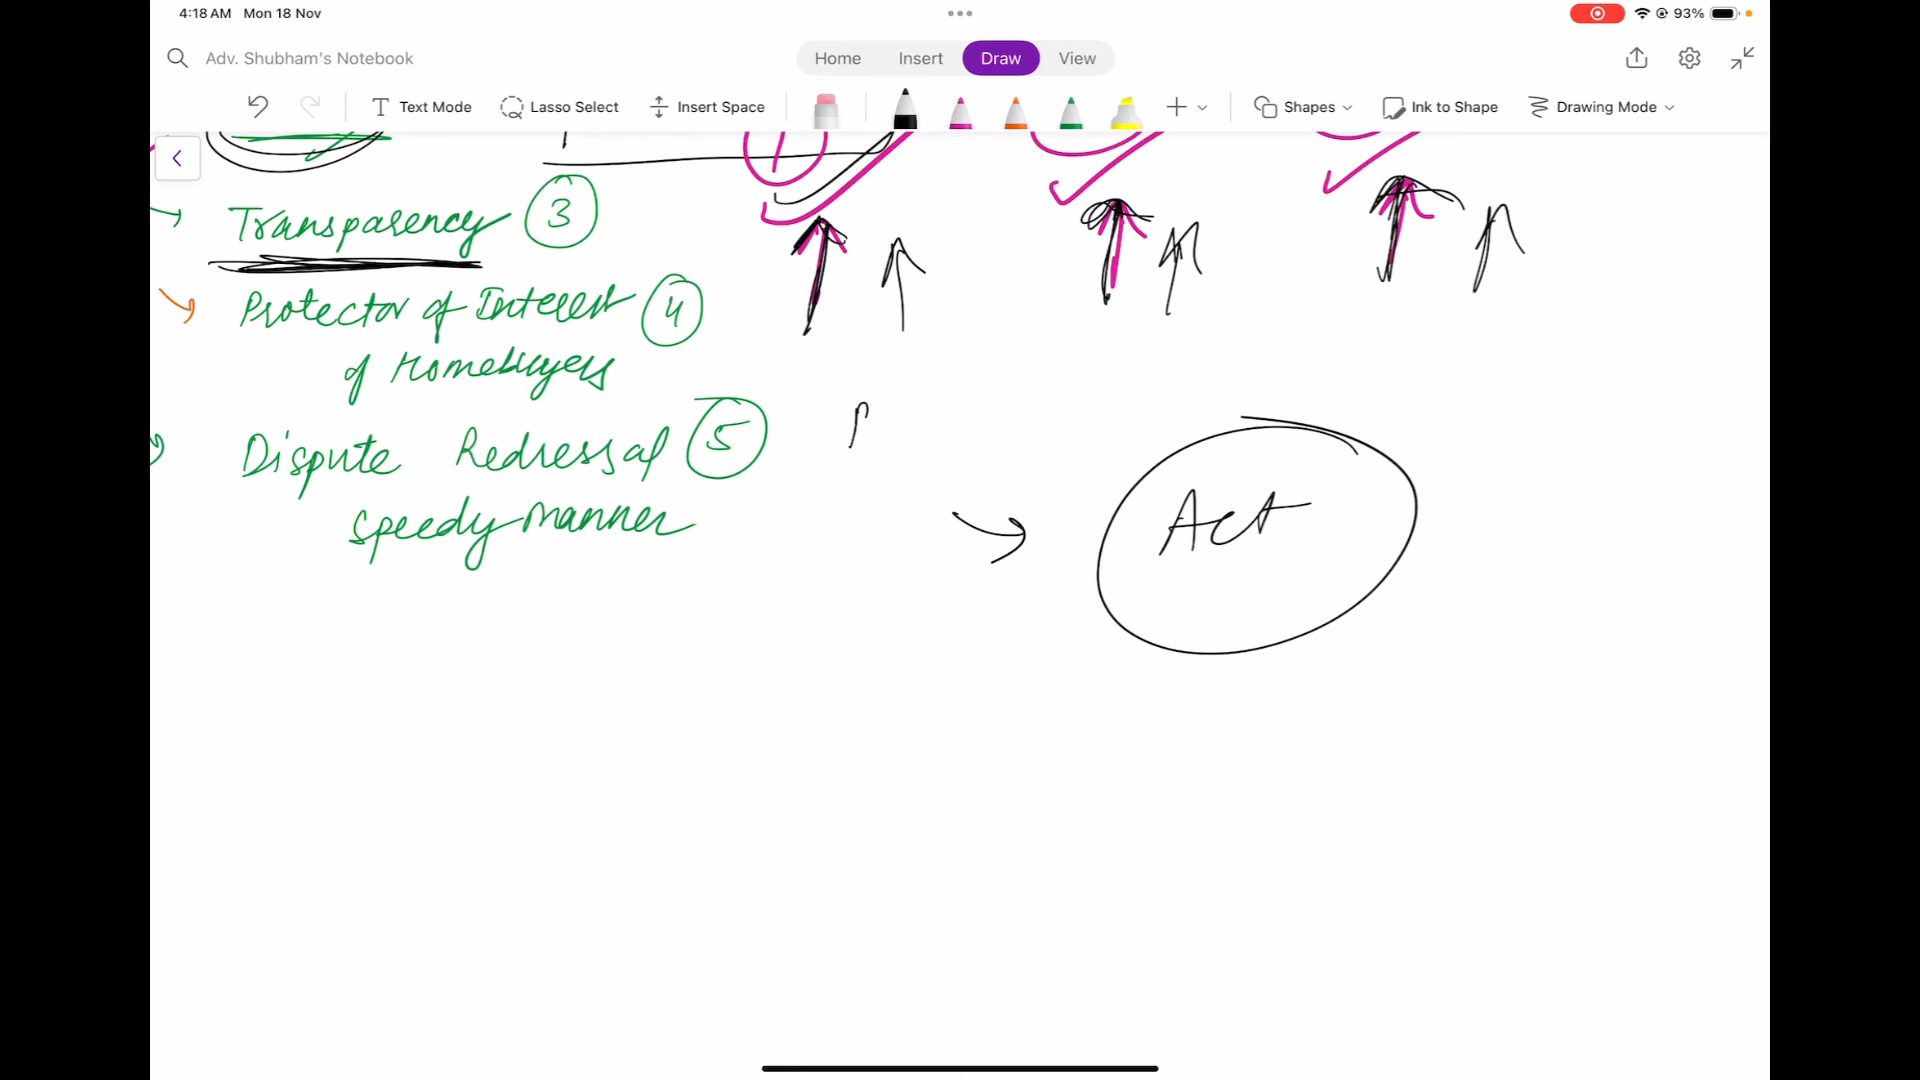 4:18 AM Mon 18 Nov
93%
Adv. Shubham's Notebook
Home Insert Draw View
Text Mode Lasso Select Insert Space Shapes Ink to Shape Drawing Mode
Transparency 3
Protector of Interest 4
of Homebuyers
Dispute Redressal 5
speedy manner
Act